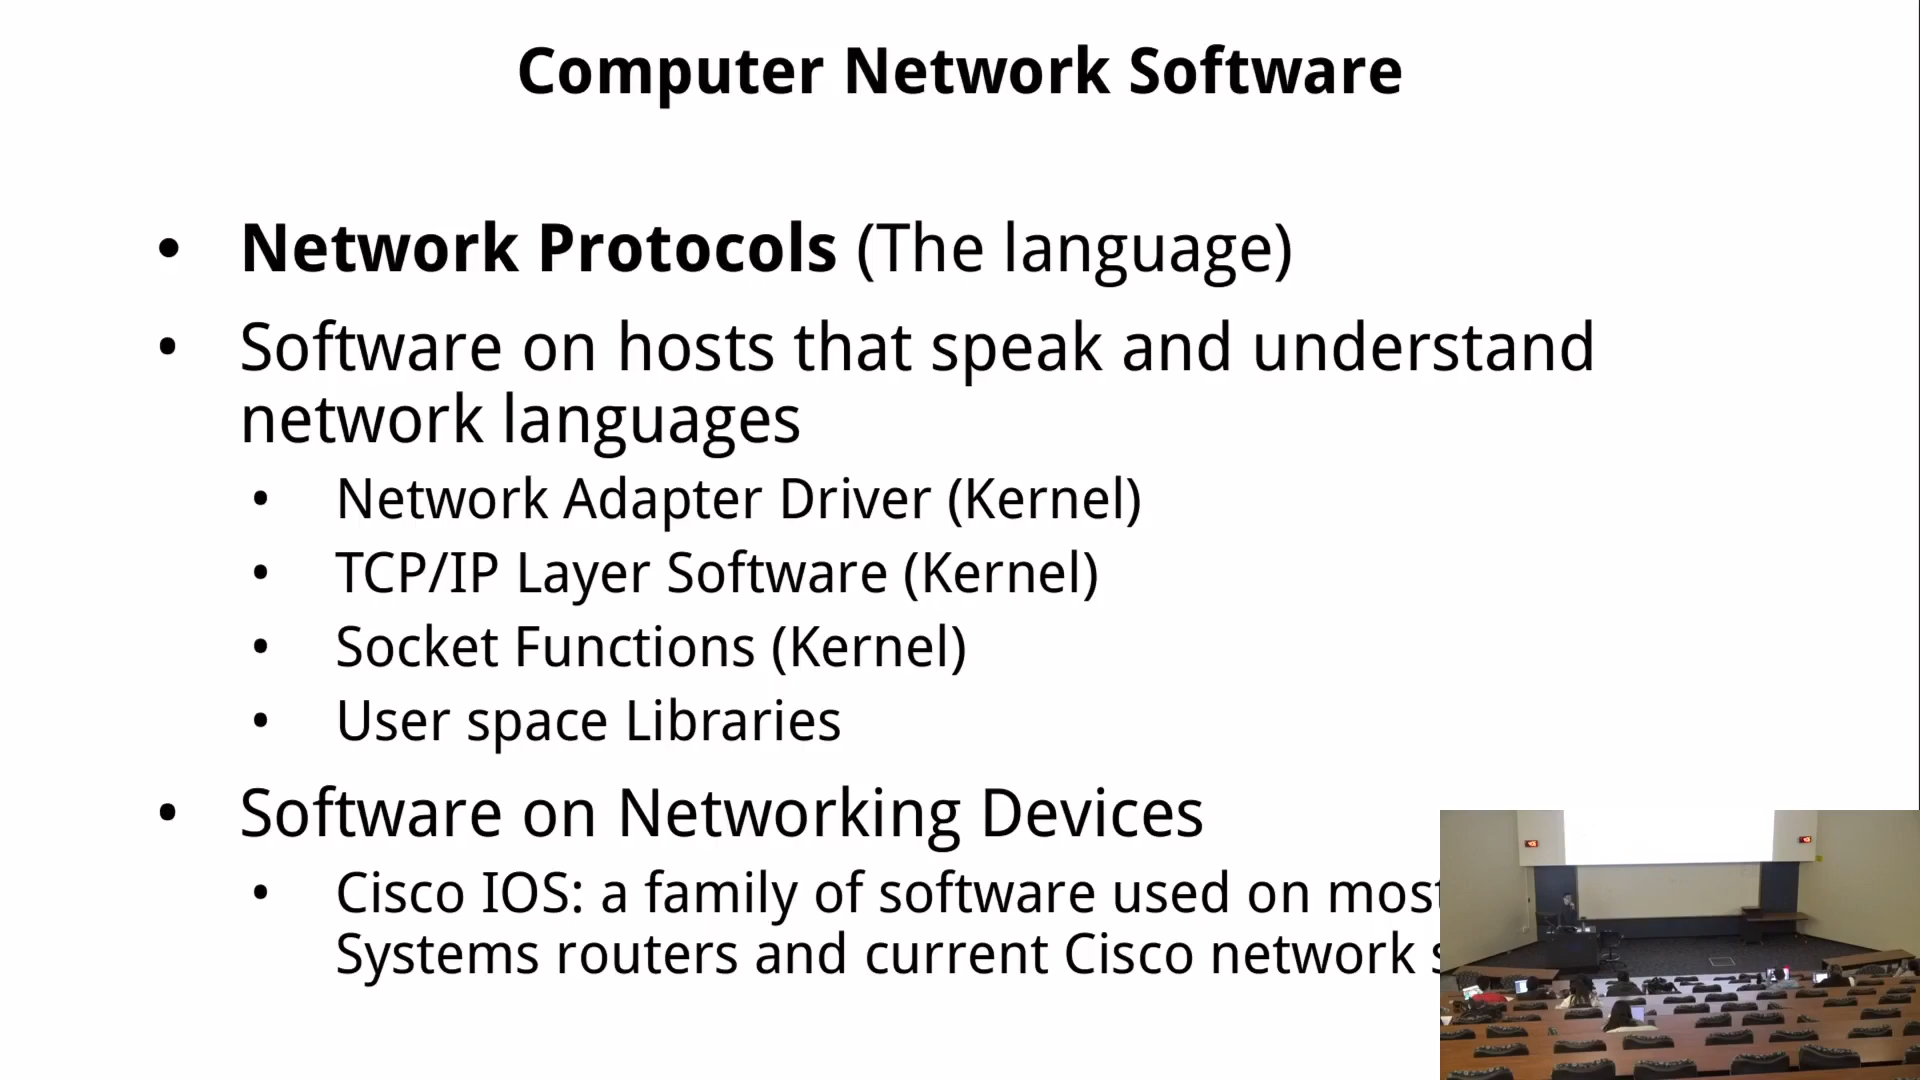 Computer Network Software
• Network Protocols (The language)
• Software on hosts that speak and understand
network languages
• Network Adapter Driver (Kernel)
• TCP/IP Layer Software (Kernel)
• Socket Functions (Kernel)
• User space Libraries
• Software on Networking Devices
• Cisco IOS: a family of software used on most
Systems routers and current Cisco network